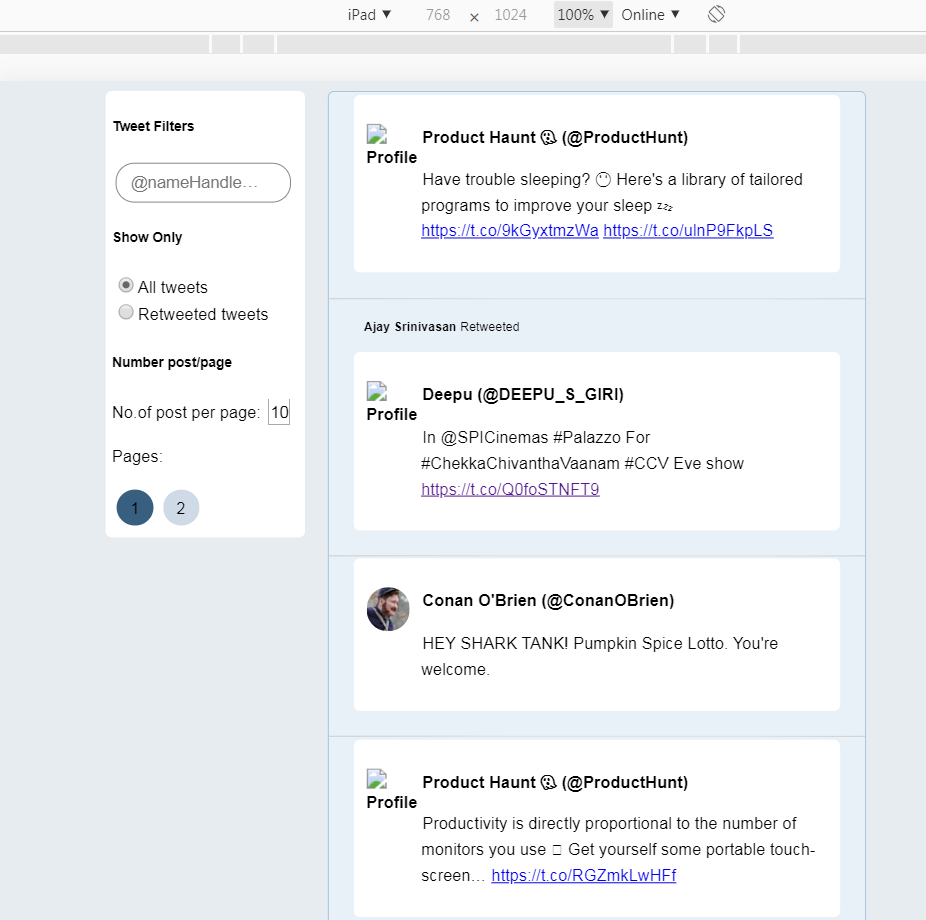 iPad ▼ 768 × 1024 100% ▼ Online ▼
Tweet Filters
@nameHandle...
Show Only
All tweets
Retweeted tweets
Number post/page
No.of post per page: 10
Pages:
1 2
Profile
Product Haunt (@ProductHunt)
Have trouble sleeping? 😶 Here's a library of tailored
programs to improve your sleep 💤
https://t.co/9kGyxtmzWa https://t.co/ulnP9FkpLS
Ajay Srinivasan Retweeted
Profile
Deepu (@DEEPU_S_GIRI)
In @SPICinemas #Palazzo For
#ChekkaChivanthaVaanam #CCV Eve show
https://t.co/Q0foSTNFT9
Conan O'Brien (@ConanOBrien)
HEY SHARK TANK! Pumpkin Spice Lotto. You're
welcome.
Profile
Product Haunt (@ProductHunt)
Productivity is directly proportional to the number of
monitors you use Get yourself some portable touch-
screen... https://t.co/RGZmkLwHFf